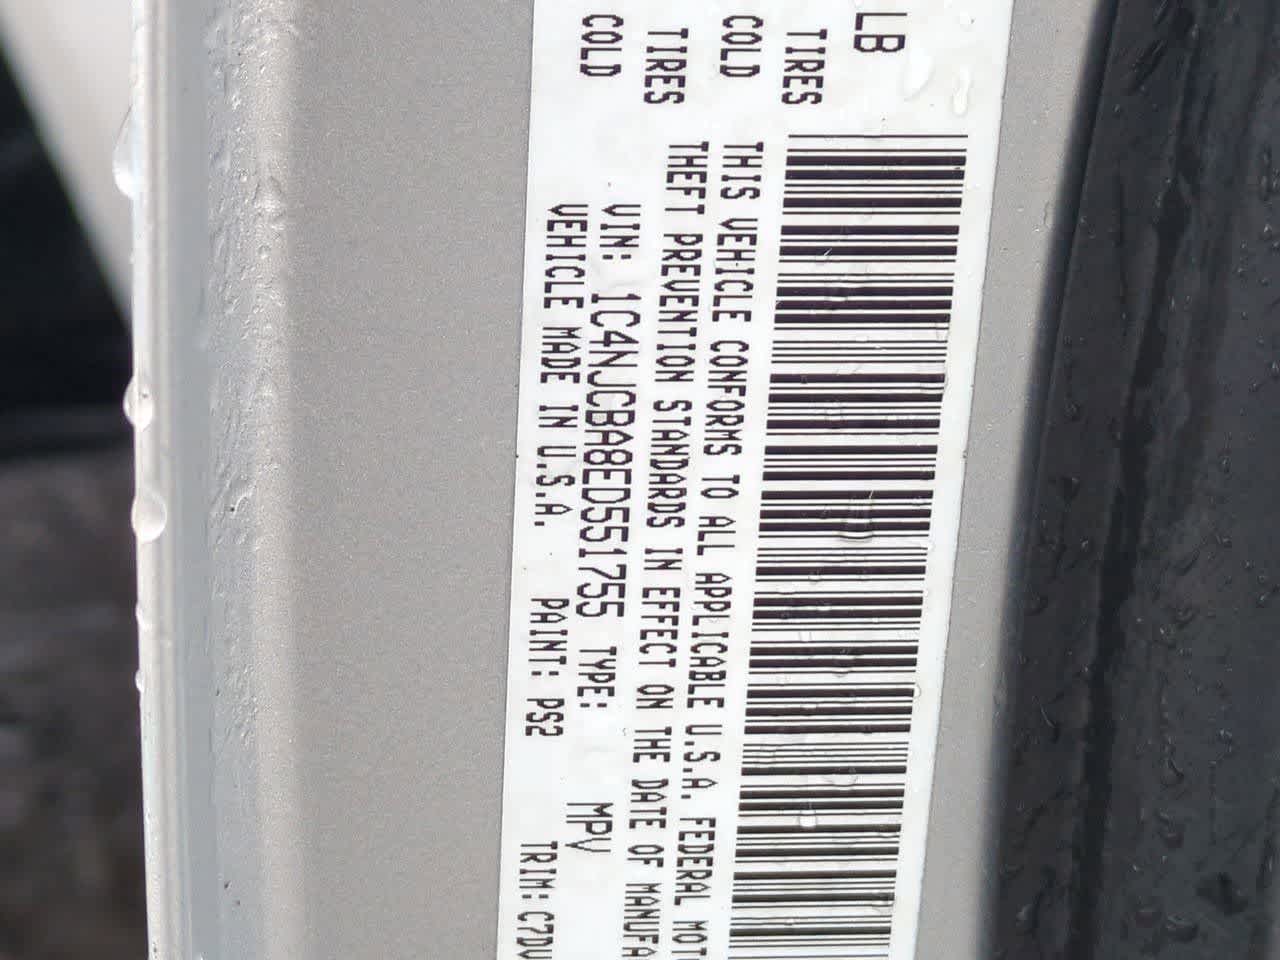 LB
TIRES
COLD
TIRES
COLD
THIS VEHICLE CONFORMS TO ALL APPLICABLE U.S.A. FEDERAL MOT
THEFT PREVENTION STANDARDS IN EFFECT ON THE DATE OF MANUFA
VIN: 1C4NJCBA8ED551755 TYPE: MPV
VEHICLE MADE IN U.S.A. PAINT: PS2 TRIM: C7DV